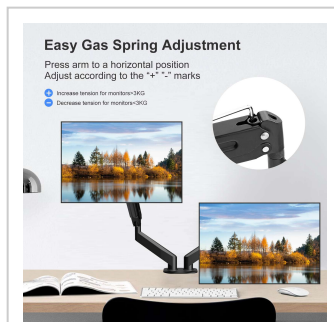 Easy Gas Spring Adjustment
Press arm to a horizontal position
Adjust according to the "+" "-" marks
Increase tension for monitors>3KG
Decrease tension for monitors<3KG